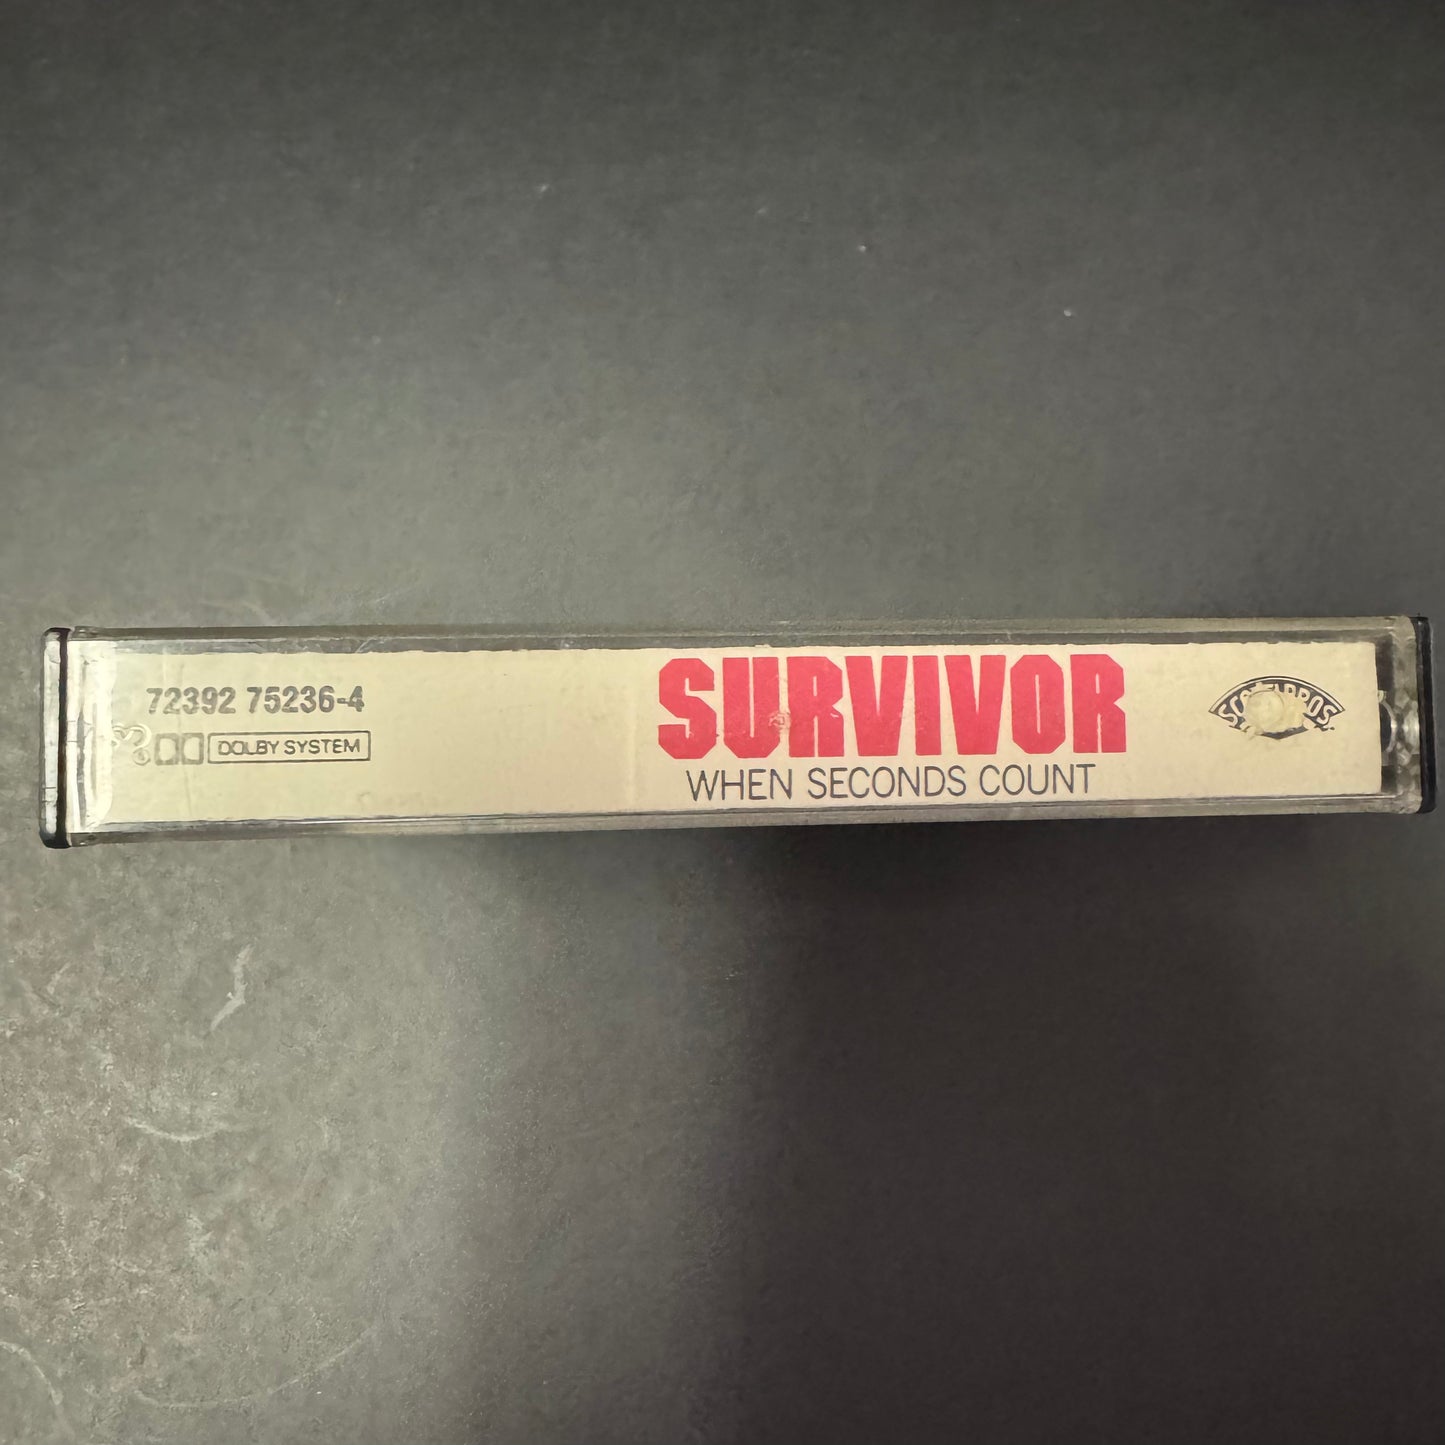 72392 75236-4
DOLBY SYSTEM
SURVIVOR
WHEN SECONDS COUNT